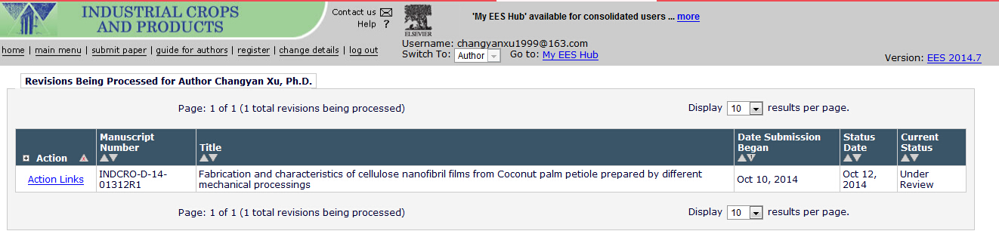 INDUSTRIAL CROPS
AND PRODUCTS
Contact us
Help ?
ELSEVIER
'My EES Hub' available for consolidated users ... more
Username: changyanxu1999@163.com
Switch To: Author Go to: My EES Hub
home | main menu | submit paper | guide for authors | register | change details | log out
Version: EES 2014.7
Revisions Being Processed for Author Changyan Xu, Ph.D.
Page: 1 of 1 (1 total revisions being processed)
Display 10 results per page.
Action
Manuscript
Number
Title
Date Submission
Began
Status
Date
Current
Status
Action Links
INDCRO-D-14-
01312R1
Fabrication and characteristics of cellulose nanofibril films from Coconut palm petiole prepared by different
mechanical processings
Oct 10, 2014
Oct 12,
2014
Under
Review
Page: 1 of 1 (1 total revisions being processed)
Display 10 results per page.